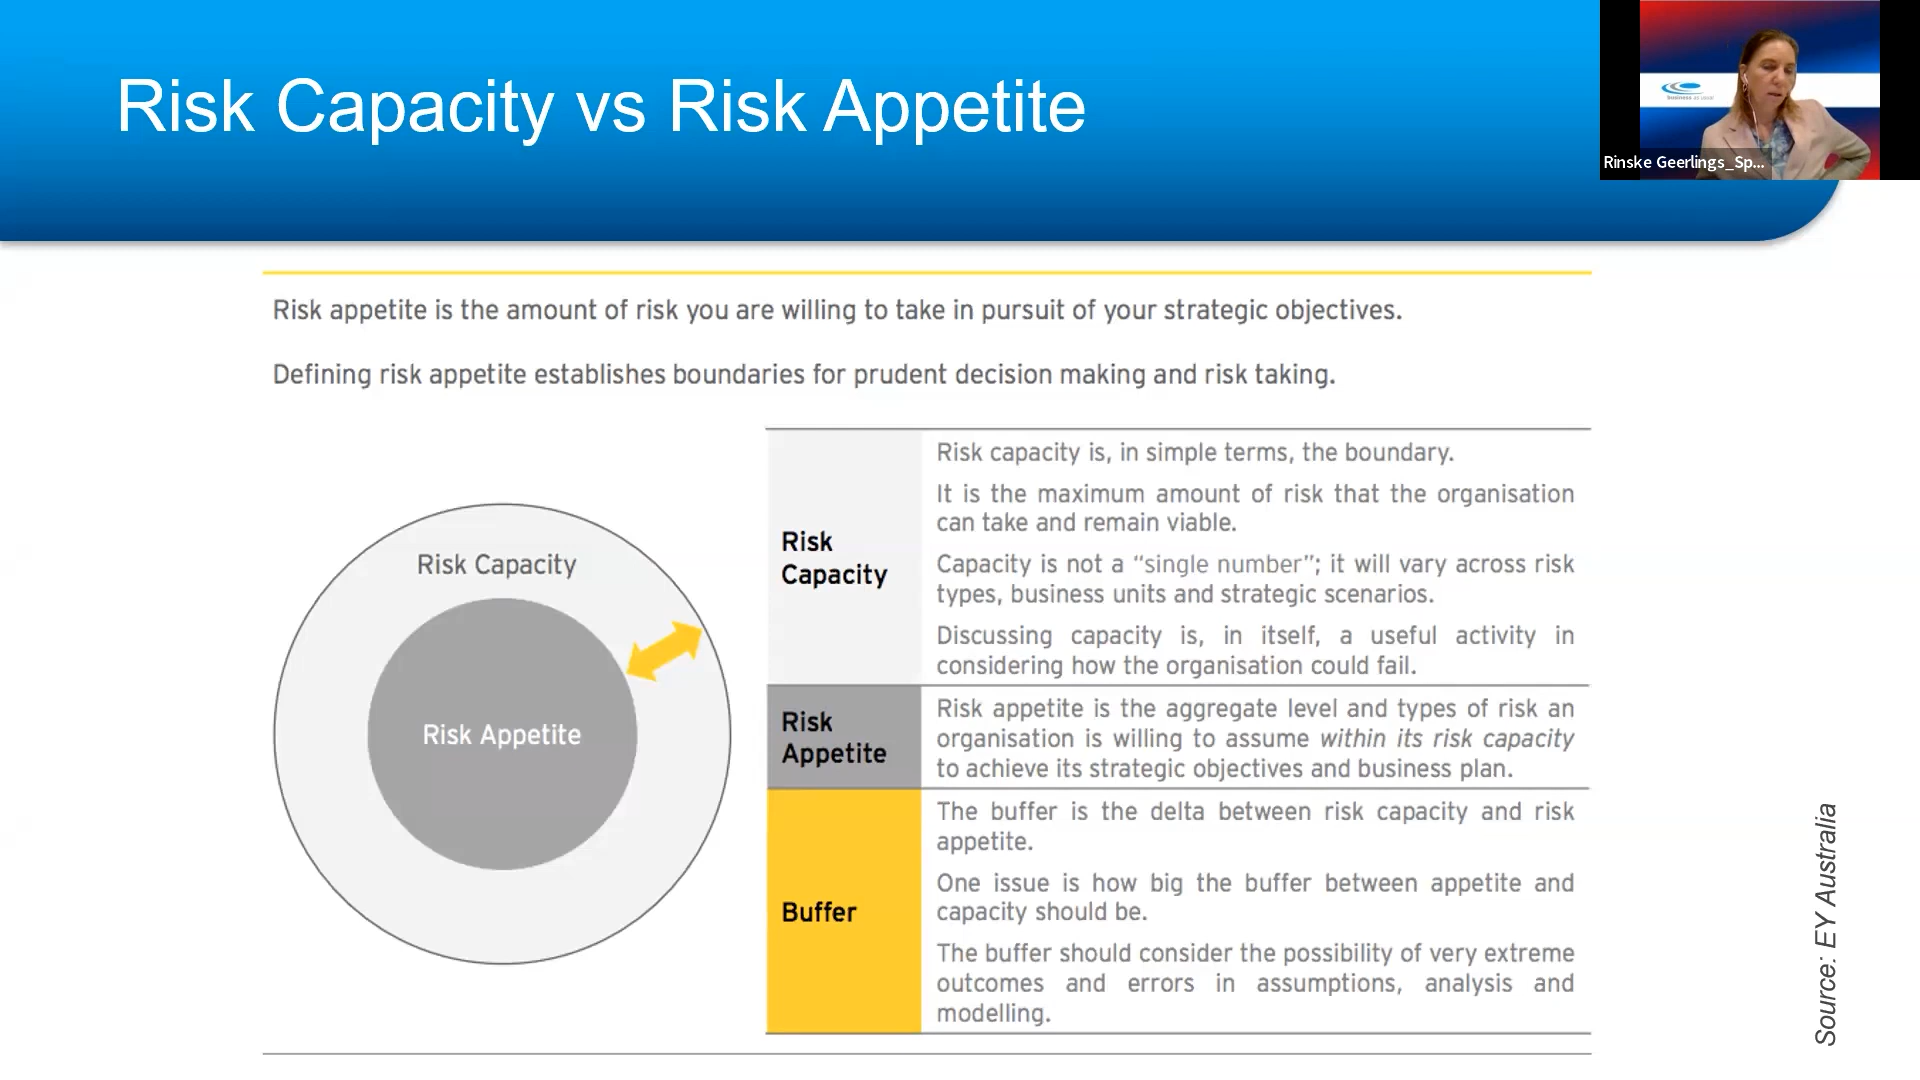 Risk Capacity vs Risk Appetite
Rinske Geerlings_Sp...
Risk appetite is the amount of risk you are willing to take in pursuit of your strategic objectives.
Defining risk appetite establishes boundaries for prudent decision making and risk taking.
Risk Capacity
Risk Appetite
Risk
Capacity
Risk capacity is, in simple terms, the boundary.
It is the maximum amount of risk that the organisation
can take and remain viable.
Capacity is not a “single number”; it will vary across risk
types, business units and strategic scenarios.
Discussing capacity is, in itself, a useful activity in
considering how the organisation could fail.
Risk
Appetite
Risk appetite is the aggregate level and types of risk an
organisation is willing to assume within its risk capacity
to achieve its strategic objectives and business plan.
Buffer
The buffer is the delta between risk capacity and risk
appetite.
One issue is how big the buffer between appetite and
capacity should be.
The buffer should consider the possibility of very extreme
outcomes and errors in assumptions, analysis and
modelling.
Source: EY Australia